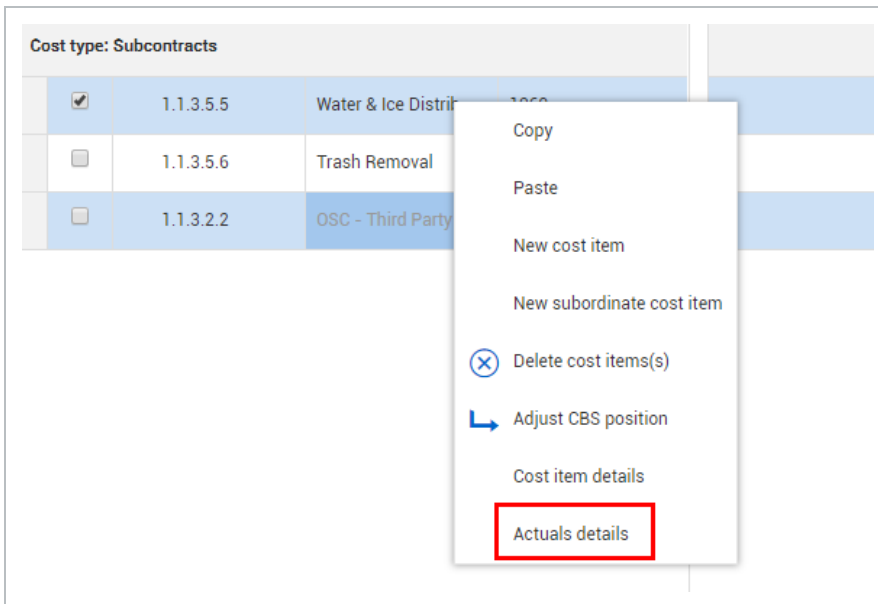 Cost type: Subcontracts
1.1.3.5.5 Water & Ice Distrib
1.1.3.5.6 Trash Removal
1.1.3.2.2 OSC - Third Party
Copy
Paste
New cost item
New subordinate cost item
Delete cost items(s)
Adjust CBS position
Cost item details
Actuals details